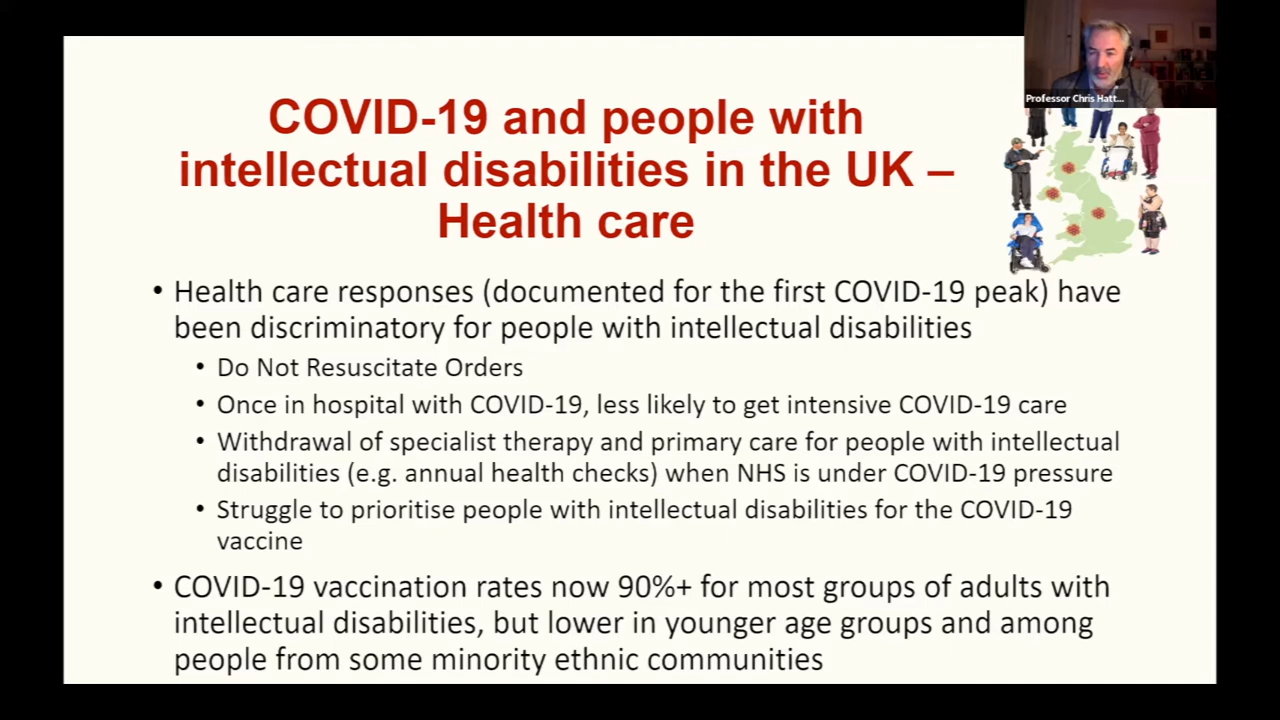 COVID-19 and people with
intellectual disabilities in the UK –
Health care
Professor Chris Hatt...
• Health care responses (documented for the first COVID-19 peak) have
been discriminatory for people with intellectual disabilities
• Do Not Resuscitate Orders
• Once in hospital with COVID-19, less likely to get intensive COVID-19 care
• Withdrawal of specialist therapy and primary care for people with intellectual
disabilities (e.g. annual health checks) when NHS is under COVID-19 pressure
• Struggle to prioritise people with intellectual disabilities for the COVID-19
vaccine
• COVID-19 vaccination rates now 90%+ for most groups of adults with
intellectual disabilities, but lower in younger age groups and among
people from some minority ethnic communities